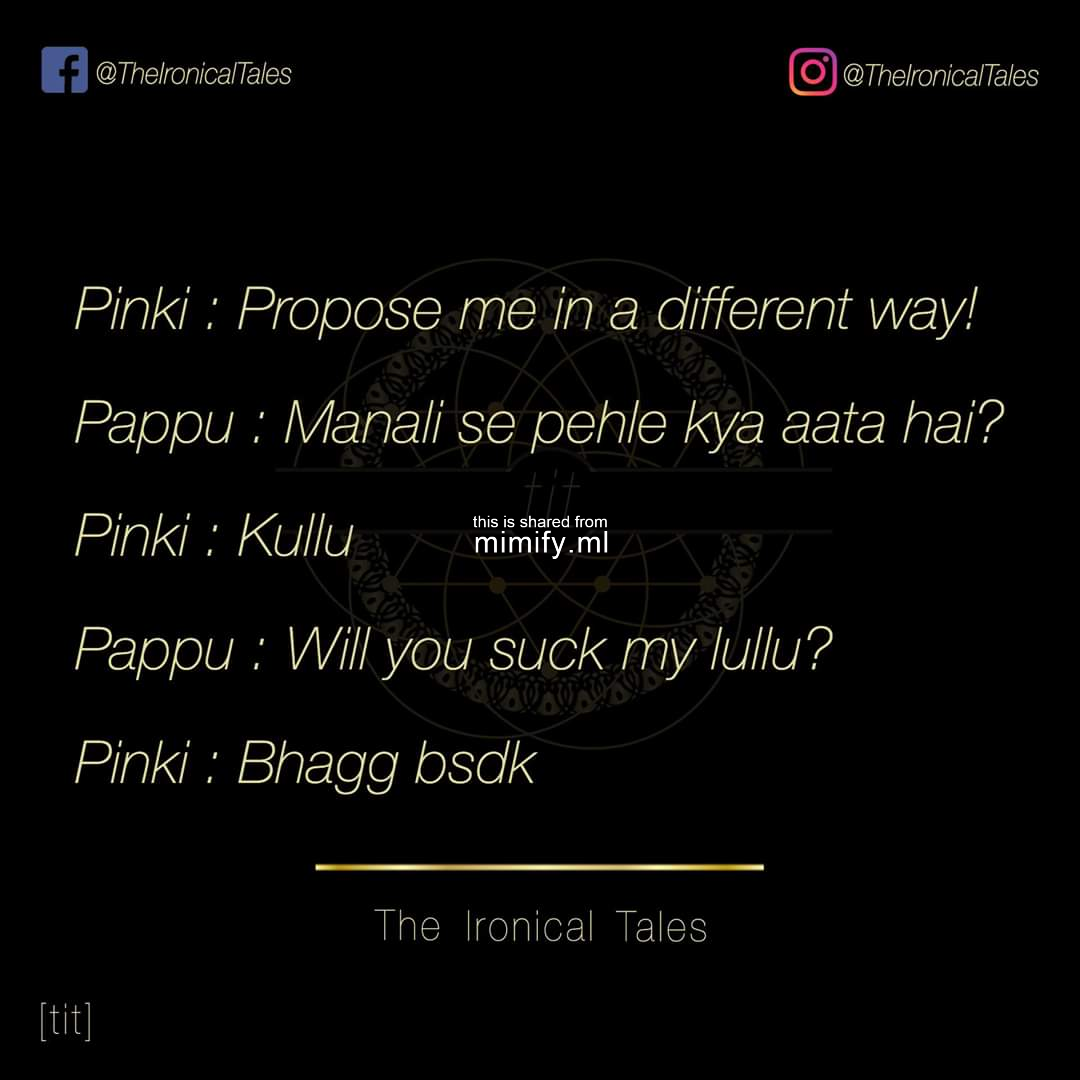 @TheIronicalTales
@TheIronicalTales
Pinki : Propose me in a different way!
Pappu : Manali se pehle kya aata hai?
tit
Pinki : Kullu
this is shared from
mimify.ml
Pappu : Will you suck my lullu?
Pinki : Bhagg bsdk
The Ironical Tales
[tit]